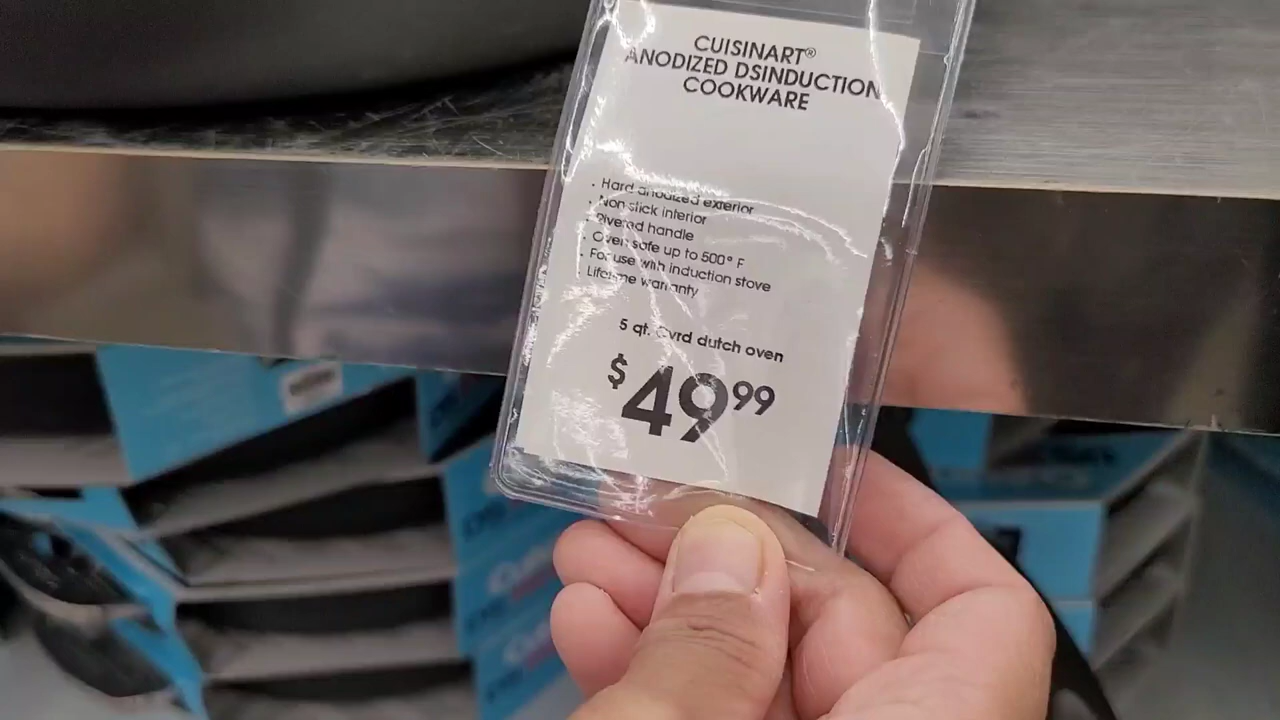 CUISINART®
ANODIZED DSINDUCTION
COOKWARE
· Hard anodized exterior
· Non stick interior
· Rivered handle
· Oven safe up to 500° F
· For use with induction stove
Lifetime warranty
5 qt. Cvrd dutch oven
$49.99